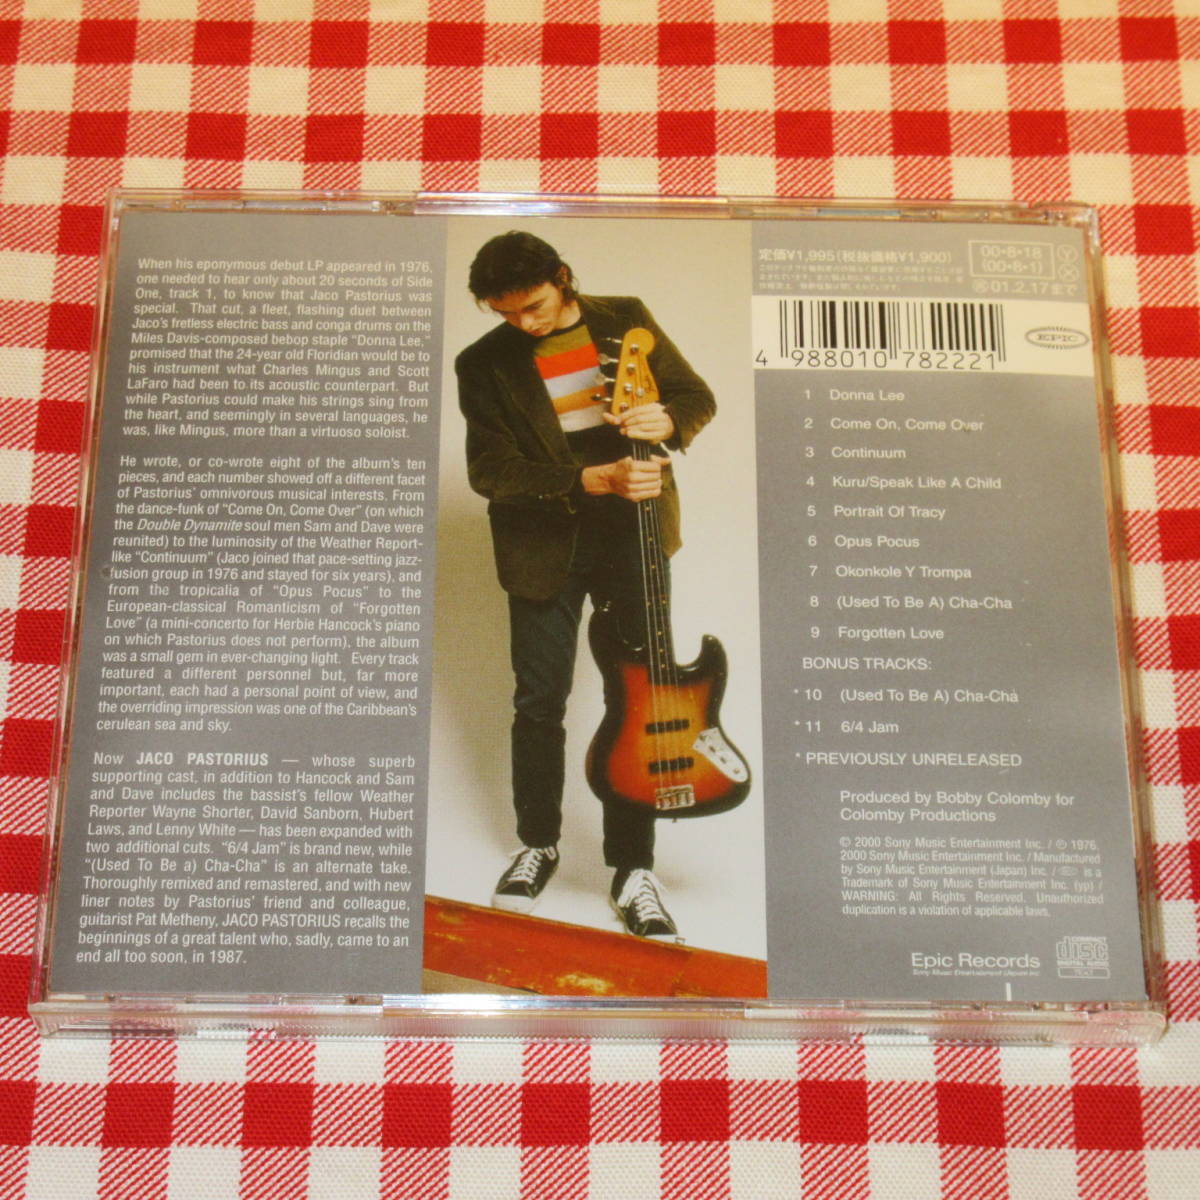 When his eponymous debut LP appeared in 1976,
one needed to hear only about 20 seconds of Side
One, track 1, to know that Jaco Pastorius was
special. That cut, a fleet, flashing duet between
Jaco's fretless electric bass and conga drums on the
Miles Davis-composed bebop staple "Donna Lee,"
promised that the 24-year old Floridian would be to
his instrument what Charles Mingus and Scott
LaFaro had been to its acoustic counterpart. But
while Pastorius could make his strings sing from
the heart, and seemingly in several languages, he
was, like Mingus, more than a virtuoso soloist.
He wrote, or co-wrote eight of the album's ten
pieces, and each number showed off a different facet
of Pastorius' omnivorous musical interests. From
the dance-funk of "Come On, Come Over" (on which
the Double Dynamite soul men Sam and Dave were
reunited) to the luminosity of the Weather Report-
like "Continuum" (Jaco joined that pace-setting jazz-
fusion group in 1976 and stayed for six years), and
from the tropicalia of "Opus Pocus" to the
European-classical Romanticism of "Forgotten
Love" (a mini-concerto for Herbie Hancock's piano
on which Pastorius does not perform), the album
was a small gem in ever-changing light. Every track
featured a different personnel but, far more
important, each had a personal point of view, and
the overriding impression was one of the Caribbean's
cerulean sea and sky.
Now JACO PASTORIUS — whose superb
supporting cast, in addition to Hancock and Sam
and Dave includes the bassist's fellow Weather
Reporter Wayne Shorter, David Sanborn, Hubert
Laws, and Lenny White — has been expanded with
two additional cuts. "6/4 Jam" is brand new, while
"(Used To Be a) Cha-Cha" is an alternate take.
Thoroughly remixed and remastered, and with new
liner notes by Pastorius' friend and colleague,
guitarist Pat Metheny, JACO PASTORIUS recalls the
beginnings of a great talent who, sadly, came to an
end all too soon, in 1987.
定価¥1,995(税抜価格¥1,900)
00・8・18
(00・8・1)
Y
X
再01.2.17まで
4 988010 782221
EPIC
1 Donna Lee
2 Come On, Come Over
3 Continuum
4 Kuru/Speak Like A Child
5 Portrait Of Tracy
6 Opus Pocus
7 Okonkole Y Trompa
8 (Used To Be A) Cha-Cha
9 Forgotten Love
BONUS TRACKS:
* 10 (Used To Be A) Cha-Cha
* 11 6/4 Jam
* PREVIOUSLY UNRELEASED
Produced by Bobby Colomby for
Colomby Productions
© 2000 Sony Music Entertainment Inc. / ℗ 1976,
2000 Sony Music Entertainment Inc. / Manufactured
by Sony Music Entertainment (Japan) Inc. / EPIC is a
Trademark of Sony Music Entertainment Inc. (yp) /
WARNING: All Rights Reserved. Unauthorized
duplication is a violation of applicable laws.
Epic Records
Sony Music Entertainment (Japan) Inc.
COMPACT
disc
DIGITAL AUDIO
TEXT